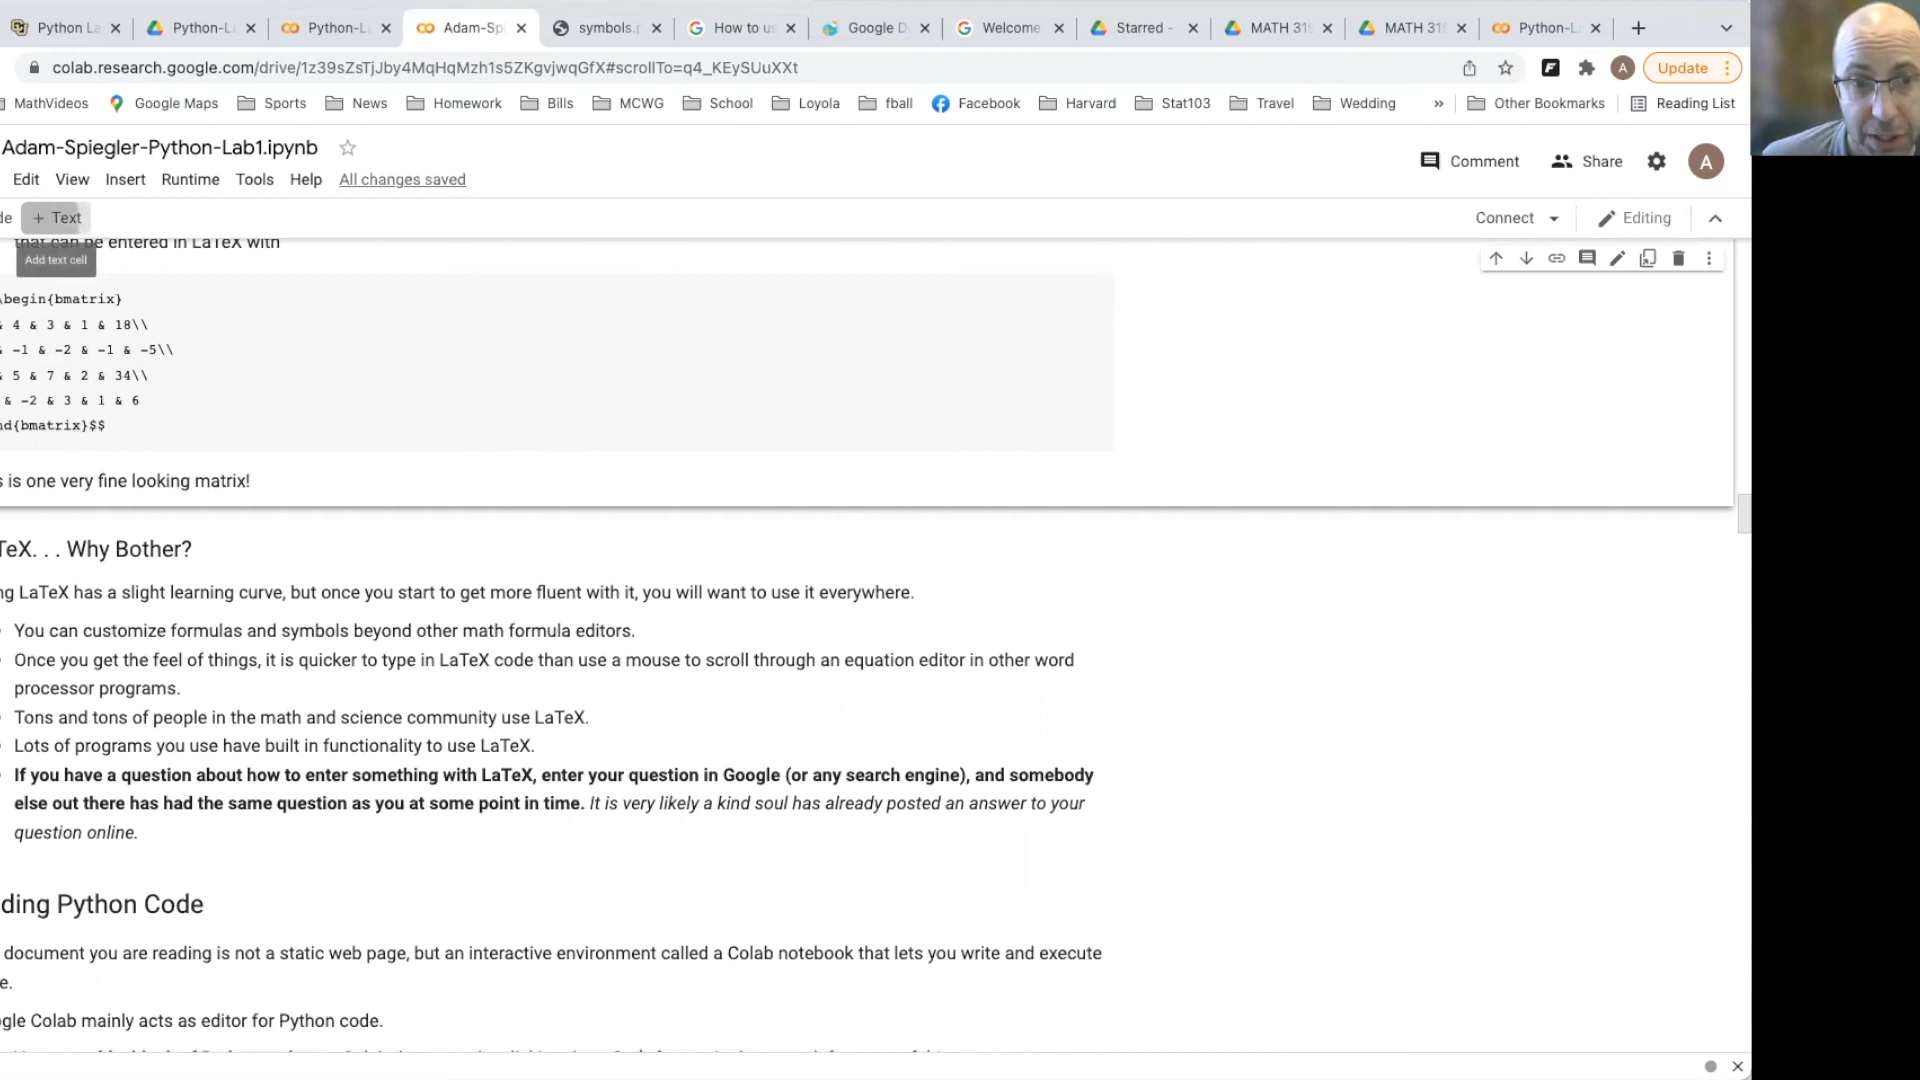 Python La
Python-L
Python-L
Adam-Sp
symbols.
How to u
Google D
Welcome
Starred -
MATH 31
MATH 31
Python-L
colab.research.google.com/drive/1z39sZsTjJby4MqHqMzh1s5ZKgvjwqGfX#scrollTo=q4_KEySUuXXt
A
Update
MathVideos
Google Maps
Sports
News
Homework
Bills
MCWG
School
Loyola
fball
Facebook
Harvard
Stat103
Travel
Wedding
»
Other Bookmarks
Reading List
Adam-Spiegler-Python-Lab1.ipynb
Comment
Share
A
Edit View Insert Runtime Tools Help All changes saved
de + Text
Connect
Editing
that can be entered in LaTeX with
Add text cell
\begin{bmatrix}
& 4 & 3 & 1 & 18\\
& -1 & -2 & -1 & -5\\
& 5 & 7 & 2 & 34\\
& -2 & 3 & 1 & 6
nd{bmatrix}$$
s is one very fine looking matrix!
TeX. . . Why Bother?
ng LaTeX has a slight learning curve, but once you start to get more fluent with it, you will want to use it everywhere.
You can customize formulas and symbols beyond other math formula editors.
Once you get the feel of things, it is quicker to type in LaTeX code than use a mouse to scroll through an equation editor in other word
processor programs.
Tons and tons of people in the math and science community use LaTeX.
Lots of programs you use have built in functionality to use LaTeX.
If you have a question about how to enter something with LaTeX, enter your question in Google (or any search engine), and somebody
else out there has had the same question as you at some point in time. It is very likely a kind soul has already posted an answer to your
question online.
ding Python Code
document you are reading is not a static web page, but an interactive environment called a Colab notebook that lets you write and execute
e.
gle Colab mainly acts as editor for Python code.